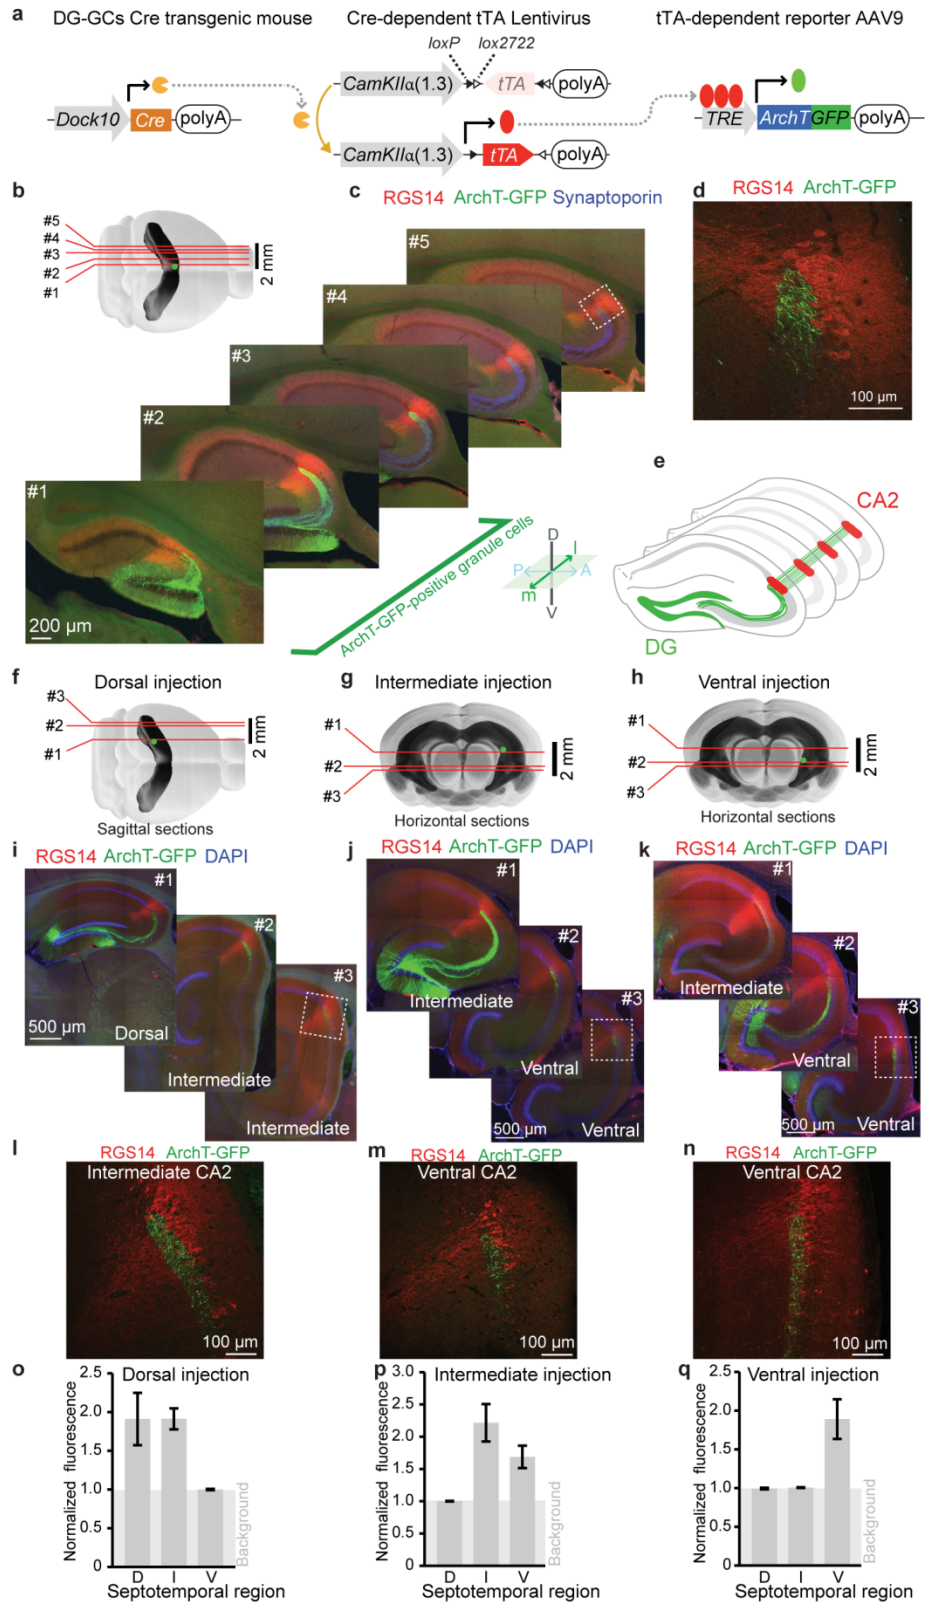 a DG-GCs Cre transgenic mouse Cre-dependent tTA Lentivirus tTA-dependent reporter AAV9
loxP lox2722
CamKIIα(1.3) tTA polyA
Dock10 Cre polyA
TRE ArchT GFP polyA
CamKIIα(1.3) tTA polyA
b
#5
#4
#3
#2
#1
2 mm
c RGS14 ArchT-GFP Synaptoporin
#5
#4
#3
#2
#1
200 µm
ArchT-GFP-positive granule cells
D
l
P A
m
V
d RGS14 ArchT-GFP
100 µm
e
CA2
DG
f Dorsal injection
#3
#2
#1
2 mm
Sagittal sections
g Intermediate injection
#1
#2
#3
2 mm
Horizontal sections
h Ventral injection
#1
#2
#3
2 mm
Horizontal sections
i RGS14 ArchT-GFP DAPI
#1
#2
#3
500 µm
Dorsal
Intermediate
Intermediate
j RGS14 ArchT-GFP DAPI
#1
#2
#3
Intermediate
Ventral
500 µm
Ventral
k RGS14 ArchT-GFP DAPI
#1
#2
#3
Intermediate
Ventral
500 µm
Ventral
l RGS14 ArchT-GFP
Intermediate CA2
100 µm
m RGS14 ArchT-GFP
Ventral CA2
100 µm
n RGS14 ArchT-GFP
Ventral CA2
100 µm
o Dorsal injection
Normalized fluorescence
2.5
2.0
1.5
1.0
0.5
0
Background
D I V
Septotemporal region
p Intermediate injection
Normalized fluorescence
3.0
2.5
2.0
1.5
1.0
0.5
0
Background
D I V
Septotemporal region
q Ventral injection
Normalized fluorescence
2.5
2.0
1.5
1.0
0.5
0
Background
D I V
Septotemporal region